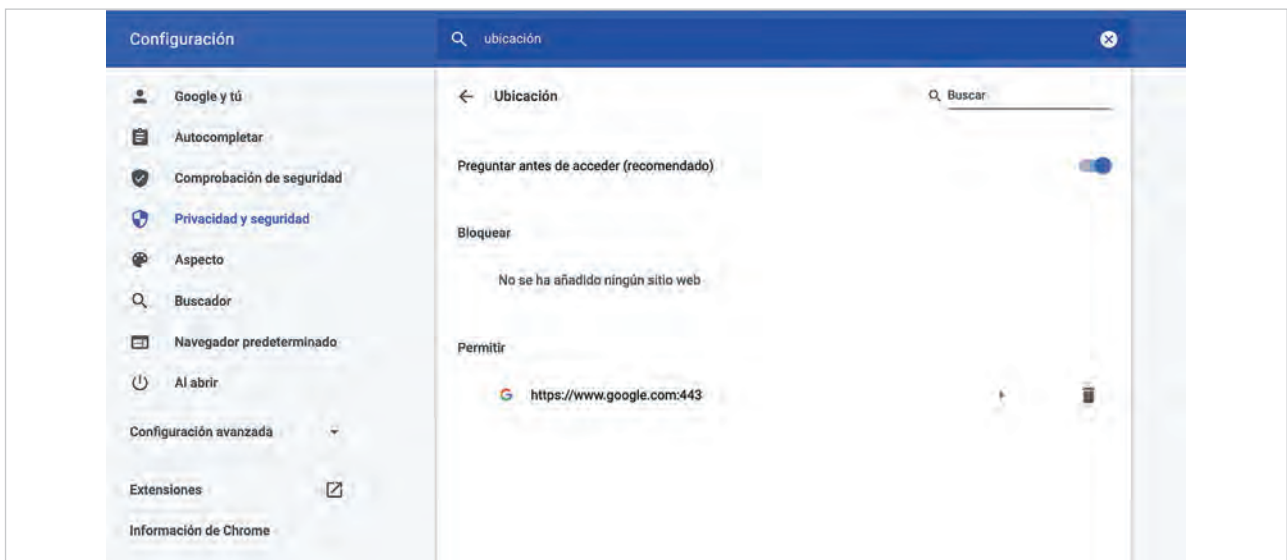 Configuración
ubicación
Google y tú
Autocompletar
Comprobación de seguridad
Privacidad y seguridad
Aspecto
Buscador
Navegador predeterminado
Al abrir
Configuración avanzada
Extensiones
Información de Chrome
Ubicación
Buscar
Preguntar antes de acceder (recomendado)
Bloquear
No se ha añadido ningún sitio web
Permitir
https://www.google.com:443